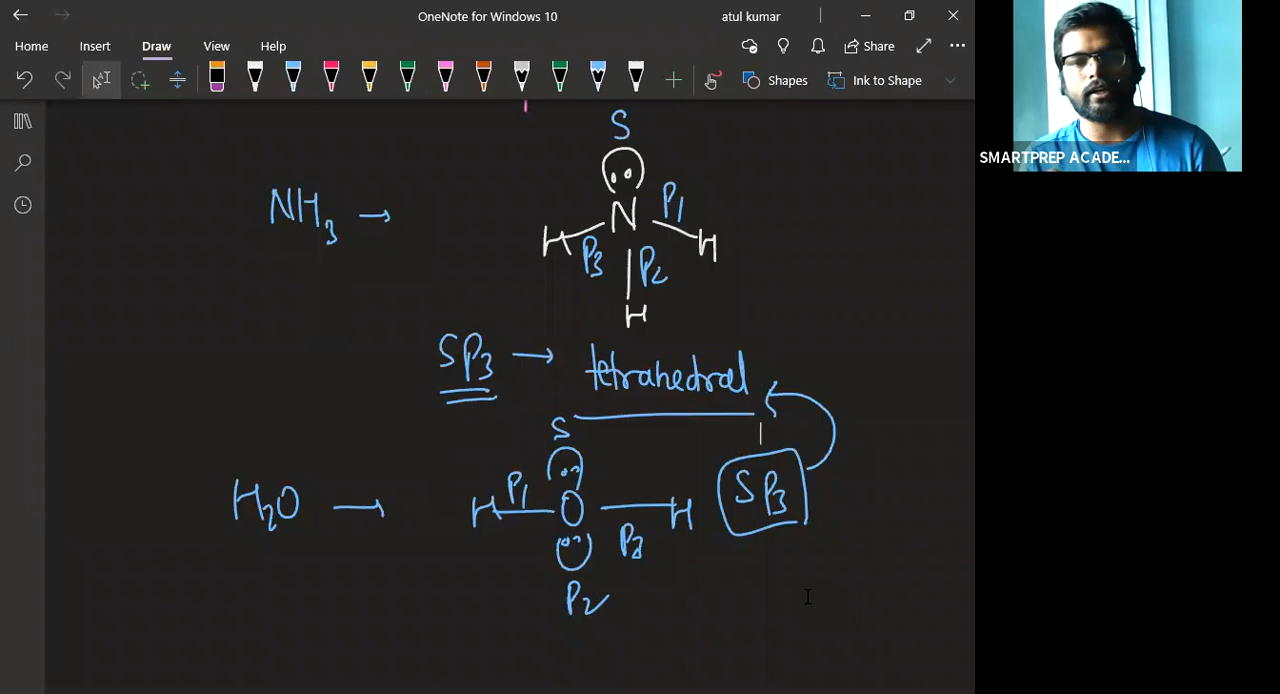 OneNote for Windows 10
atul kumar
Home Insert Draw View Help
Share
Shapes
Ink to Shape
SMARTPREP ACADE...
S
NH3 →
N
P1
H
P3
P2
H
H
SP3 → tetrahedral
S
SP3
H2O →
H P1 O H
P3
P2